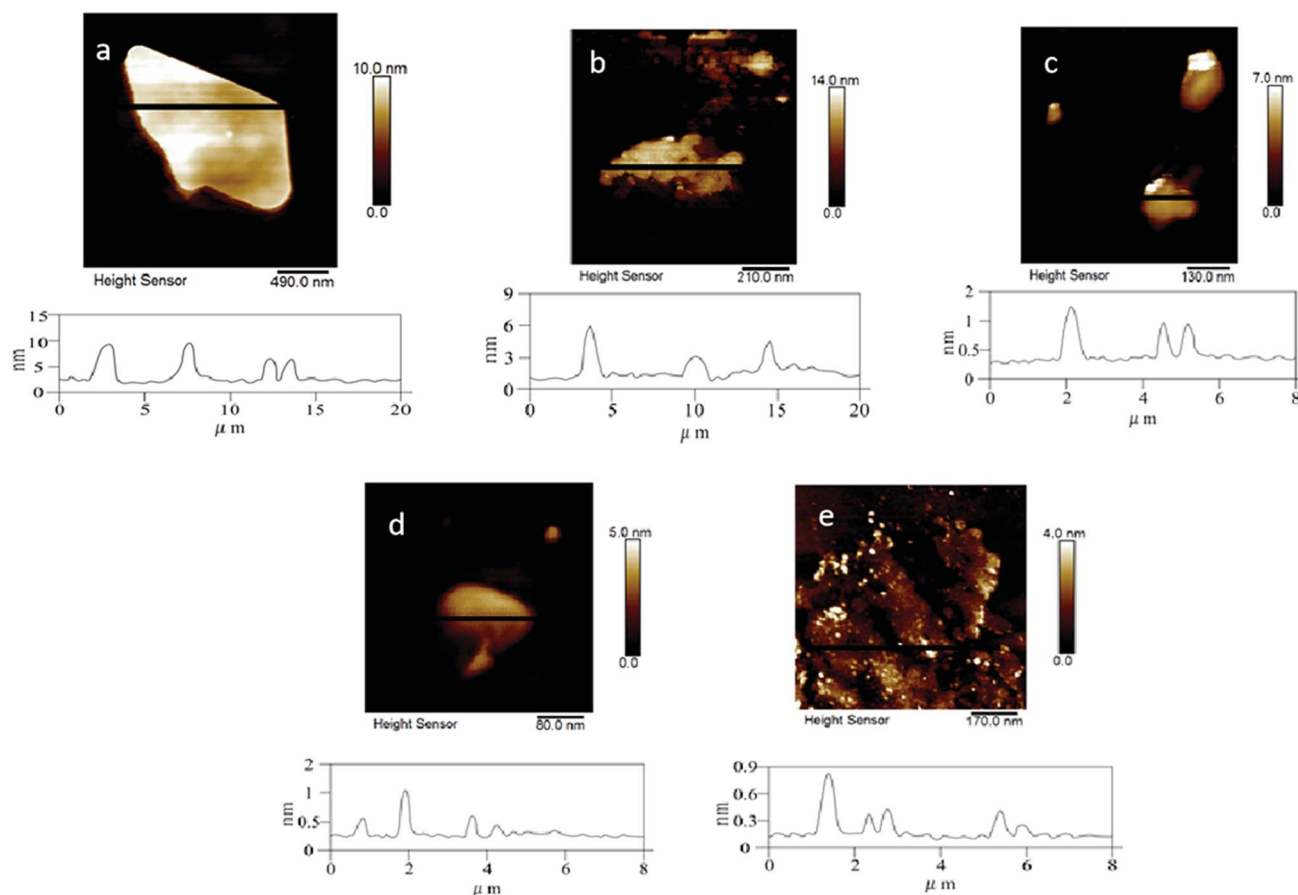 a
10.0 nm
0.0
Height Sensor
490.0 nm
15
10
5
0
nm
0 5 10 15 20
μ m
b
14.0 nm
0.0
Height Sensor
210.0 nm
9
6
3
0
nm
0 5 10 15 20
μ m
c
7.0 nm
0.0
Height Sensor
130.0 nm
2
1
0.5
0
nm
0 2 4 6 8
μ m
d
5.0 nm
0.0
Height Sensor
80.0 nm
2
1
0.5
0
nm
0 2 4 6 8
μ m
e
4.0 nm
0.0
Height Sensor
170.0 nm
0.9
0.6
0.3
0
nm
0 2 4 6 8
μ m